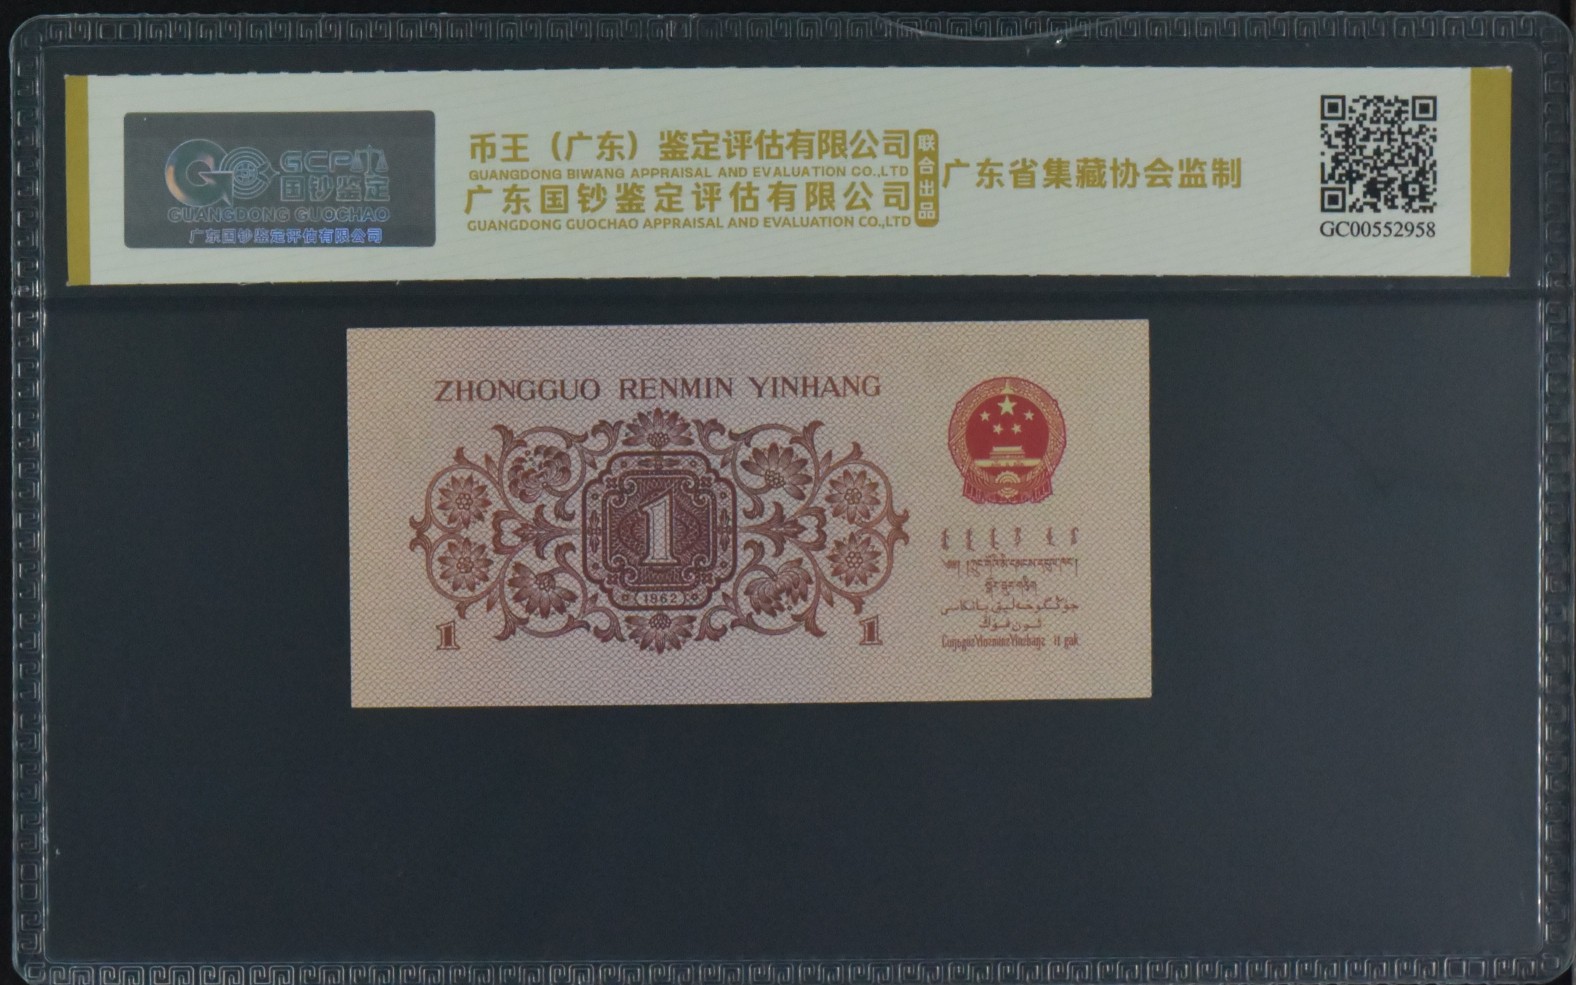 GCP
国钞鉴定
GUANGDONG GUOCHAO
广东国钞鉴定评估有限公司
币王（广东）鉴定评估有限公司
GUANGDONG BIWANG APPRAISAL AND EVALUATION CO.,LTD
广东国钞鉴定评估有限公司
GUANGDONG GUOCHAO APPRAISAL AND EVALUATION CO.,LTD
联合出品
广东省集藏协会监制
GC00552958
ZHONGGUO RENMIN YINHANG
1
(1962)
1
1